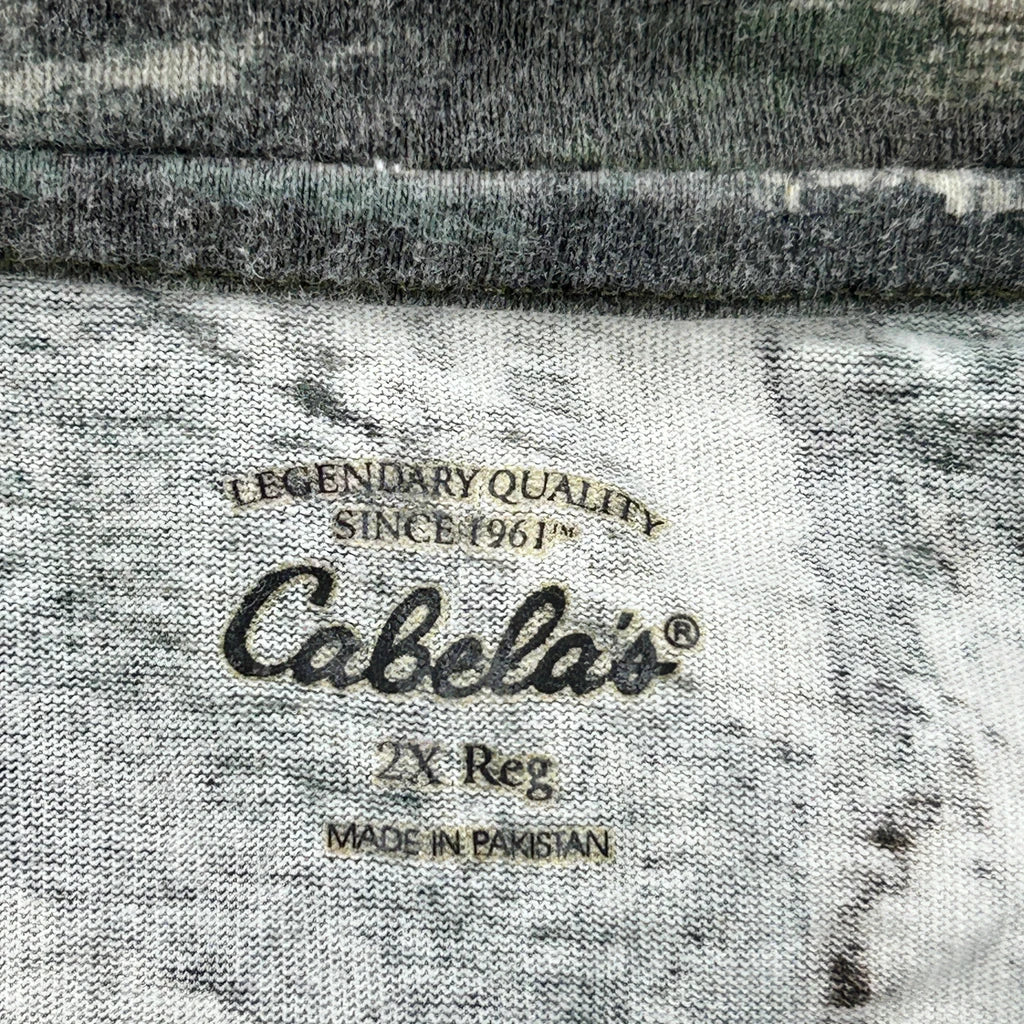 LEGENDARY QUALITY
SINCE 1961™
Cabela's®
2X Reg
MADE IN PAKISTAN